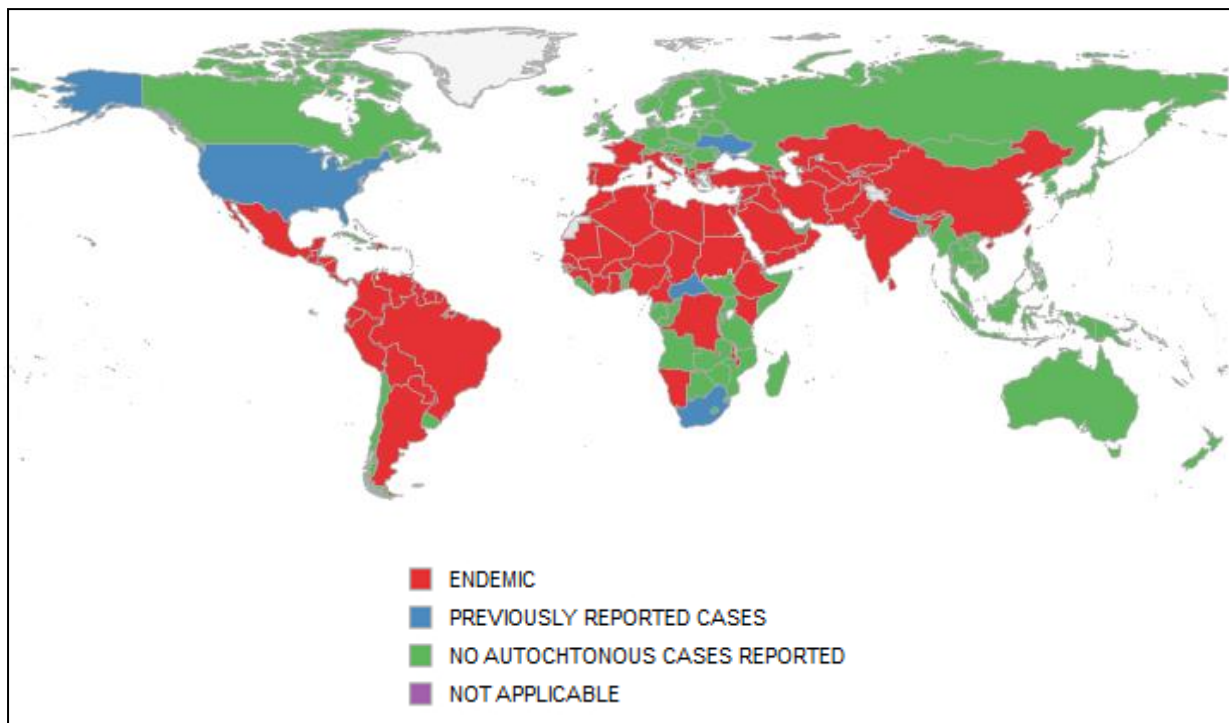 ENDEMIC
PREVIOUSLY REPORTED CASES
NO AUTOCHTONOUS CASES REPORTED
NOT APPLICABLE